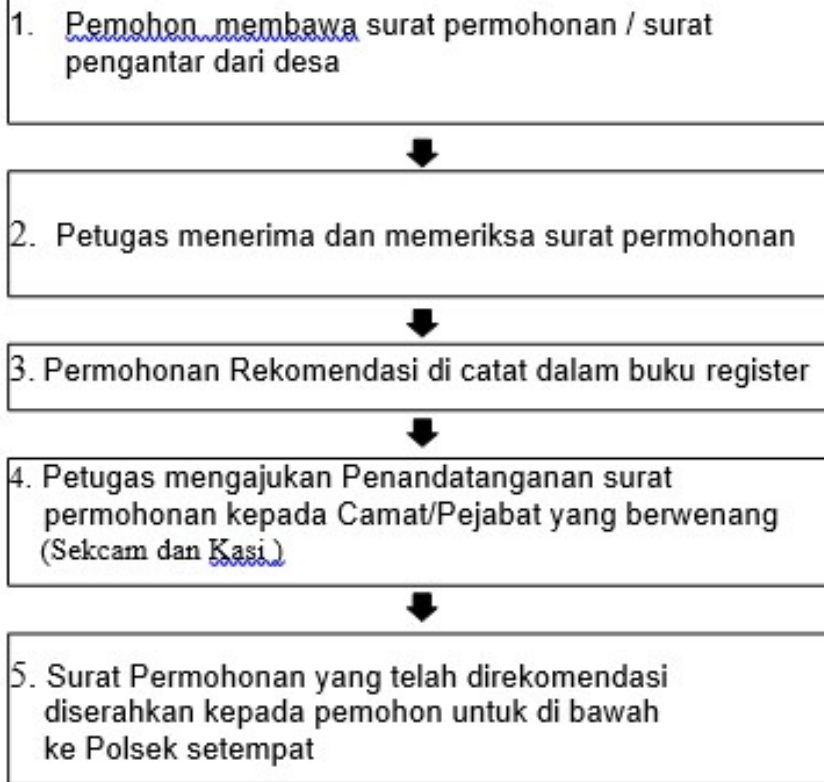 1. Pemohon membawa surat permohonan / surat
pengantar dari desa
2. Petugas menerima dan memeriksa surat permohonan
3. Permohonan Rekomendasi di catat dalam buku register
4. Petugas mengajukan Penandatanganan surat
permohonan kepada Camat/Pejabat yang berwenang
(Sekcam dan Kasi )
5. Surat Permohonan yang telah direkomendasi
diserahkan kepada pemohon untuk di bawah
ke Polsek setempat